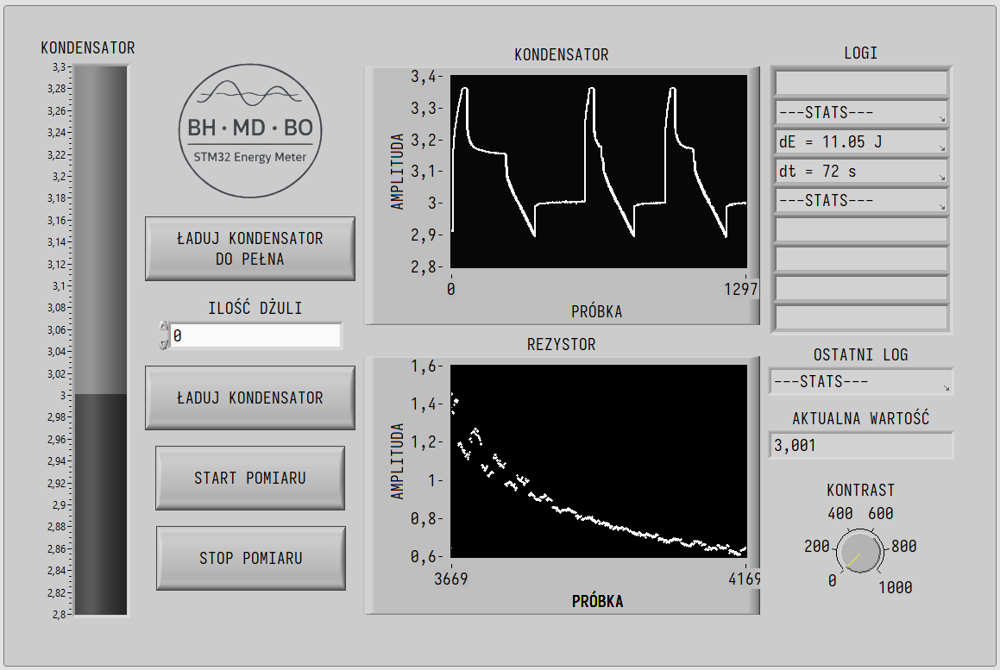 KONDENSATOR
3,3
3,28
3,26
3,24
3,22
3,2
3,18
3,16
3,14
3,12
3,1
3,08
3,06
3,04
3,02
3
2,98
2,96
2,94
2,92
2,9
2,88
2,86
2,84
2,82
2,8
BH · MD · BO
STM32 Energy Meter
ŁADUJ KONDENSATOR
DO PEŁNA
ILOŚĆ DŻULI
0
ŁADUJ KONDENSATOR
START POMIARU
STOP POMIARU
KONDENSATOR
AMPLITUDA
3,4
3,3
3,2
3,1
3
2,9
2,8
0
1297
PRÓBKA
REZYSTOR
AMPLITUDA
1,6
1,4
1,2
1
0,8
0,6
3669
4169
PRÓBKA
LOGI
---STATS---
dE = 11.05 J
dt = 72 s
---STATS---
OSTATNI LOG
---STATS---
AKTUALNA WARTOŚĆ
3,001
KONTRAST
400 600
200 800
0 1000